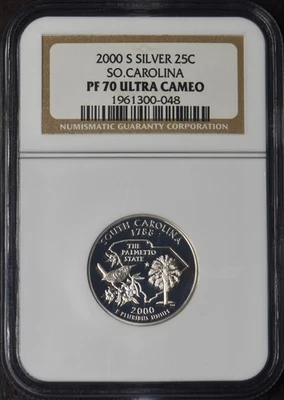 2000 S SILVER 25C
SO.CAROLINA
PF 70 ULTRA CAMEO
1961300-048
NUMISMATIC GUARANTY CORPORATION
SOUTH CAROLINA
1788
THE PALMETTO
STATE
2000
E PLURIBUS UNUM